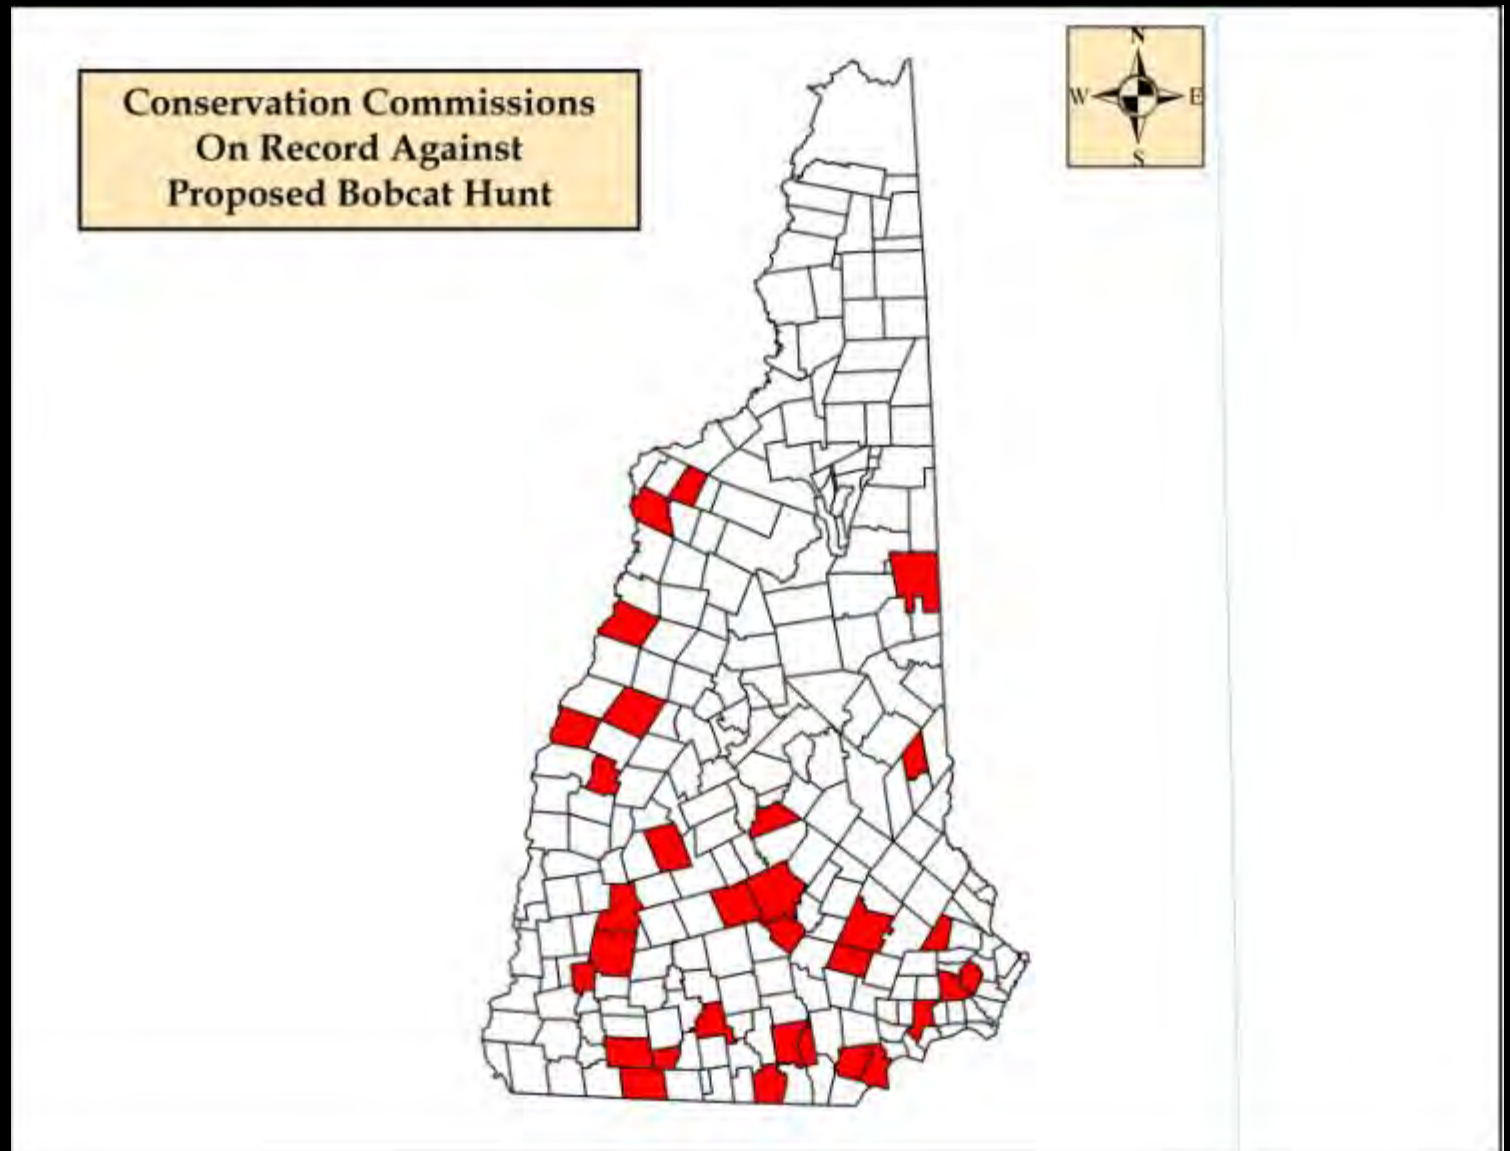 Conservation Commissions
On Record Against
Proposed Bobcat Hunt
N
W E
S